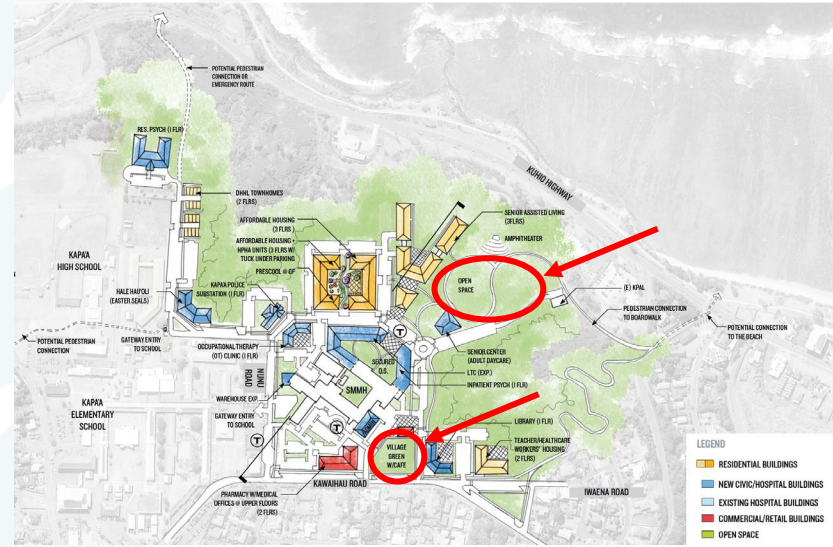 POTENTIAL PEDESTRIAN
CONNECTION OR
EMERGENCY ROUTE
RES. PSYCH (1 FLR)
KUHIO HIGHWAY
DHHL TOWNHOMES
(2 FLRS)
SENIOR ASSISTED LIVING
(3FLRS)
AFFORDABLE HOUSING
(3 FLRS)
AMPHITHEATER
AFFORDABLE HOUSING +
HPHA UNITS (3 FLRS W/
TUCK UNDER PARKING
PRESCOOL @ GF
KAPA'A
HIGH SCHOOL
OPEN
SPACE
(E) KPAL
HALE HAU'OLI
(EASTER SEALS)
KAPA'A POLICE
SUBSTATION (1 FLR)
PEDESTRIAN CONNECTION
TO BOARDWALK
POTENTIAL CONNECTION
TO THE BEACH
POTENTIAL PEDESTRIAN
CONNECTION
GATEWAY ENTRY
TO SCHOOL
OCCUPATIONAL THERAPY
(OT) CLINIC (1 FLR)
T
SENIOR CENTER
(ADULT DAYCARE)
SECURED
O.S.
LTC (EXP.)
INPATIENT PSYCH (1 FLR)
NUNU
ROAD
SMMH
WAREHOUSE EXP.
KAPA'A
ELEMENTARY
SCHOOL
GATEWAY ENTRY
TO SCHOOL
LIBRARY (1 FLR)
T
T
VILLAGE
GREEN
W/CAFE
TEACHER/HEALTHCARE
WORKERS' HOUSING
(2 FLRS)
KAWAIHAU ROAD
IWAENA ROAD
PHARMACY W/MEDICAL
OFFICES @ UPPER FLOORS
(2 FLRS)
LEGEND
RESIDENTIAL BUILDINGS
NEW CIVIC/HOSPITAL BUILDINGS
EXISTING HOSPITAL BUILDINGS
COMMERCIAL/RETAIL BUILDINGS
OPEN SPACE